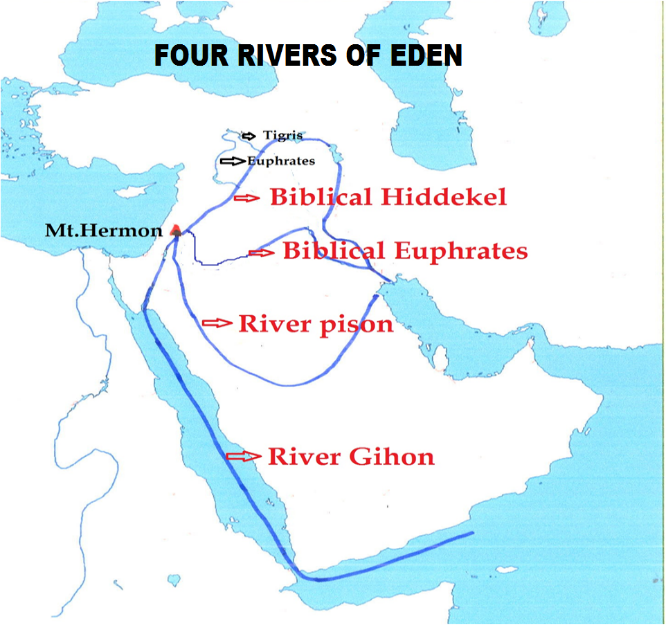 FOUR RIVERS OF EDEN
Tigris
Euphrates
Biblical Hiddekel
Mt.Hermon
Biblical Euphrates
River pison
River Gihon